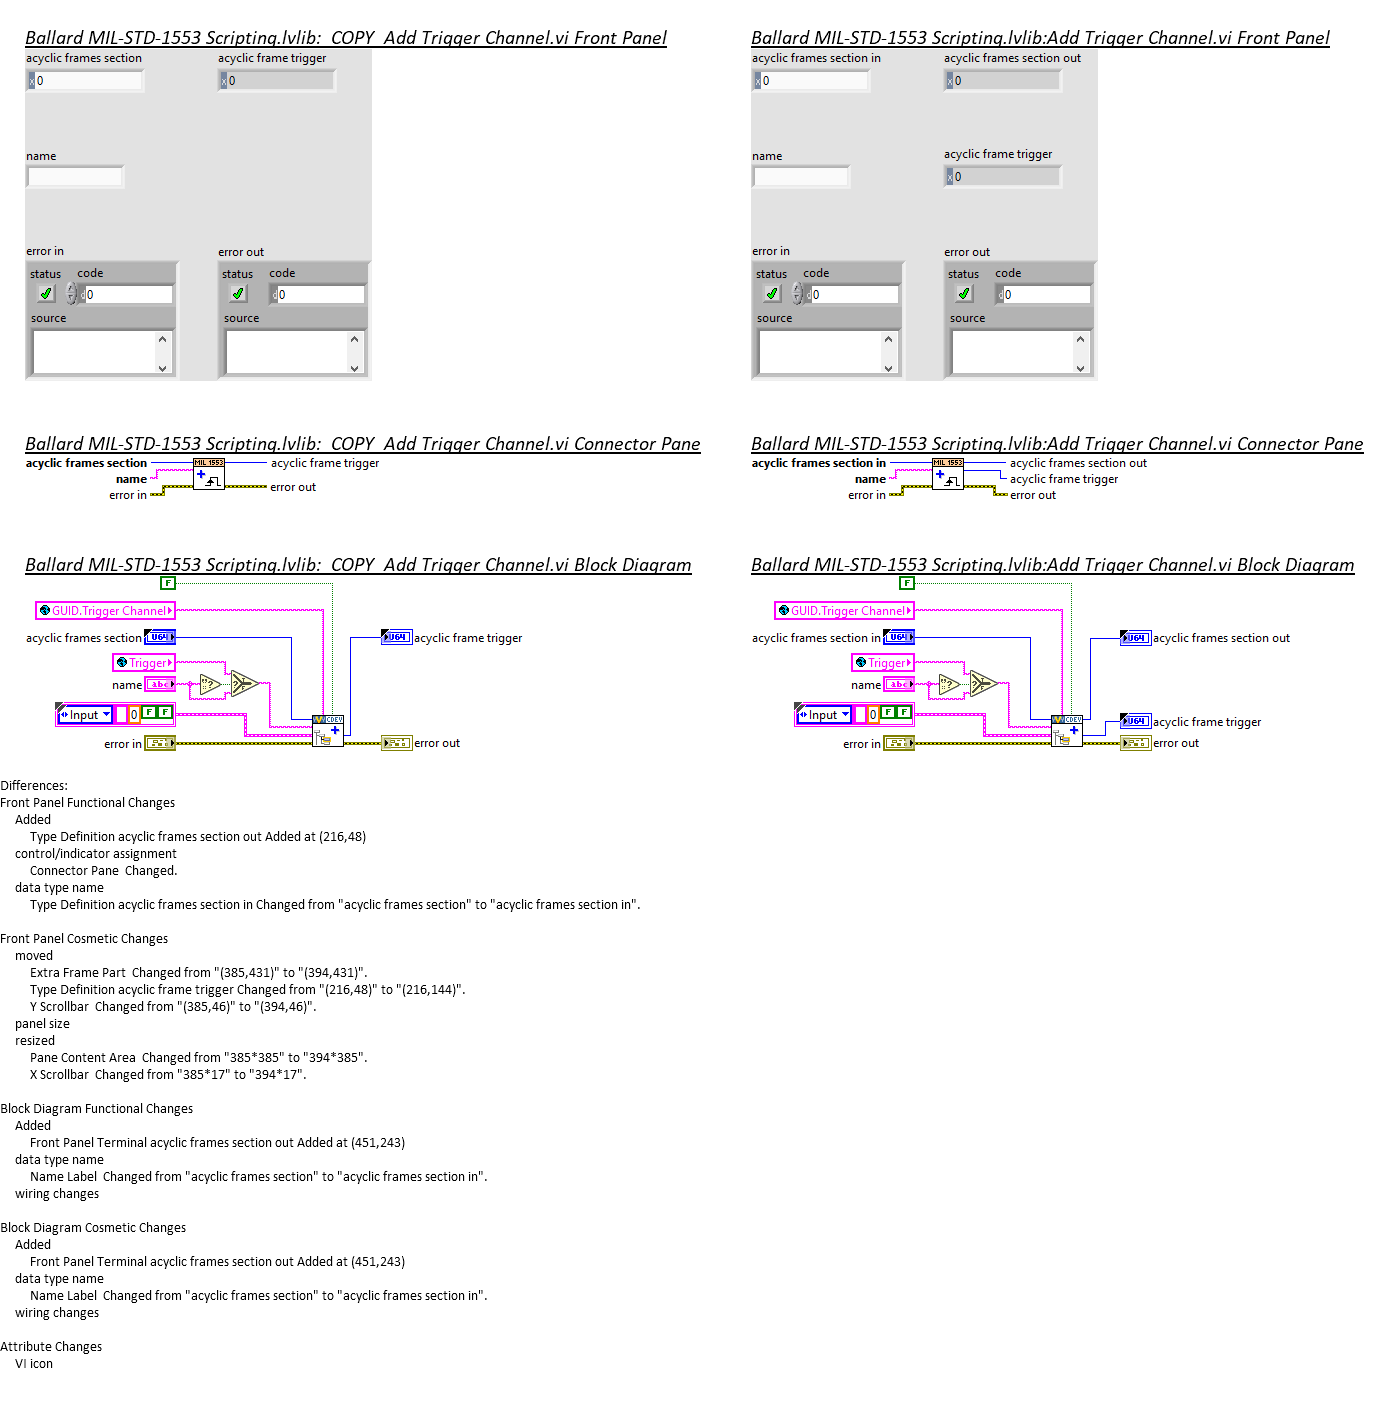 Ballard MIL-STD-1553 Scripting.lvlib:_COPY_Add Trigger Channel.vi Front Panel
acyclic frames section
acyclic frame trigger
x 0
x 0
name
error in
error out
status
code
status
code
d 0
d 0
source
source
Ballard MIL-STD-1553 Scripting.lvlib:Add Trigger Channel.vi Front Panel
acyclic frames section in
acyclic frames section out
x 0
x 0
name
acyclic frame trigger
x 0
error in
error out
status
code
status
code
d 0
d 0
source
source
Ballard MIL-STD-1553 Scripting.lvlib:_COPY_Add Trigger Channel.vi Connector Pane
acyclic frames section
MIL 1553
acyclic frame trigger
name
error in
error out
Ballard MIL-STD-1553 Scripting.lvlib:Add Trigger Channel.vi Connector Pane
acyclic frames section in
MIL 1553
acyclic frames section out
name
acyclic frame trigger
error in
error out
Ballard MIL-STD-1553 Scripting.lvlib:_COPY_Add Trigger Channel.vi Block Diagram
F
GUID.Trigger Channel
acyclic frames section
U64
U64
acyclic frame trigger
Trigger
name
abc
?
?
T
F
Input
0
F
F
CDEV
error in
error out
Ballard MIL-STD-1553 Scripting.lvlib:Add Trigger Channel.vi Block Diagram
F
GUID.Trigger Channel
acyclic frames section in
U64
U64
acyclic frames section out
Trigger
name
abc
?
?
T
F
Input
0
F
F
CDEV
U64
acyclic frame trigger
error in
error out
Differences:
Front Panel Functional Changes
Added
Type Definition acyclic frames section out Added at (216,48)
control/indicator assignment
Connector Pane  Changed.
data type name
Type Definition acyclic frames section in Changed from "acyclic frames section" to "acyclic frames section in".
Front Panel Cosmetic Changes
moved
Extra Frame Part  Changed from "(385,431)" to "(394,431)".
Type Definition acyclic frame trigger Changed from "(216,48)" to "(216,144)".
Y Scrollbar  Changed from "(385,46)" to "(394,46)".
panel size
resized
Pane Content Area  Changed from "385*385" to "394*385".
X Scrollbar  Changed from "385*17" to "394*17".
Block Diagram Functional Changes
Added
Front Panel Terminal acyclic frames section out Added at (451,243)
data type name
Name Label  Changed from "acyclic frames section" to "acyclic frames section in".
wiring changes
Block Diagram Cosmetic Changes
Added
Front Panel Terminal acyclic frames section out Added at (451,243)
data type name
Name Label  Changed from "acyclic frames section" to "acyclic frames section in".
wiring changes
Attribute Changes
VI icon